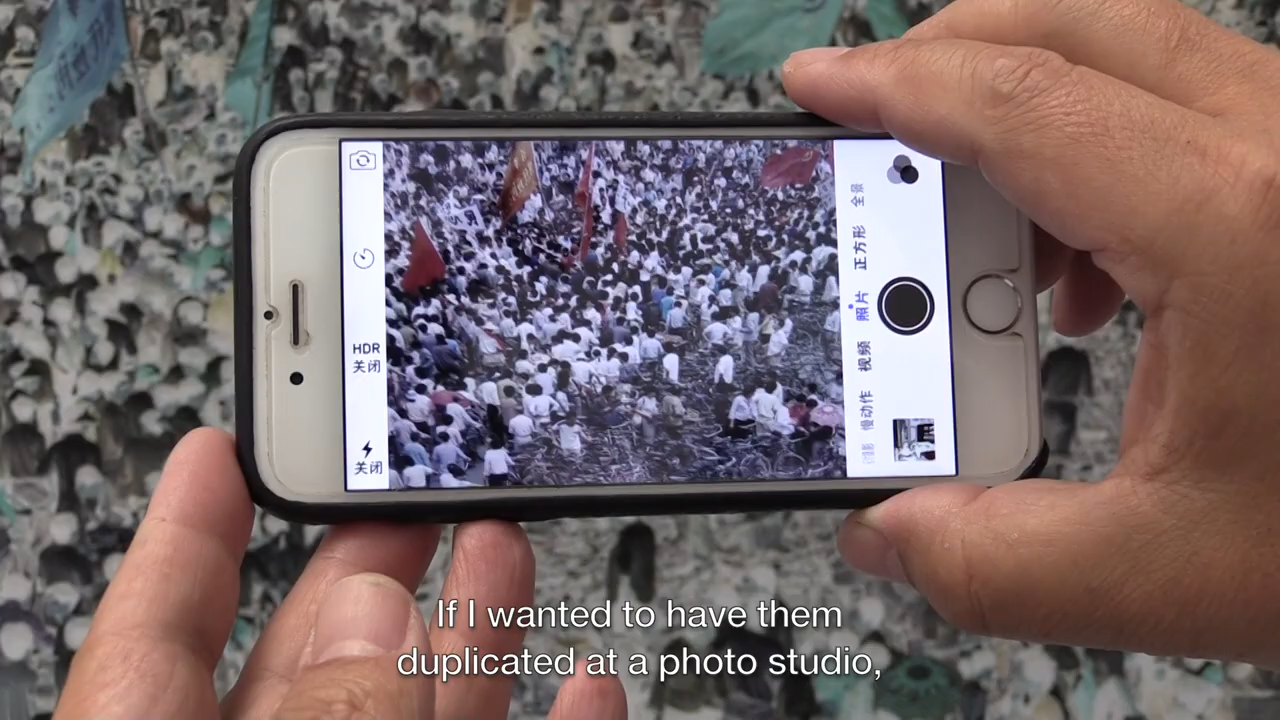 HDR
关闭
关闭
全景
正方形
照片
视频
慢动作
If I wanted to have them
duplicated at a photo studio,